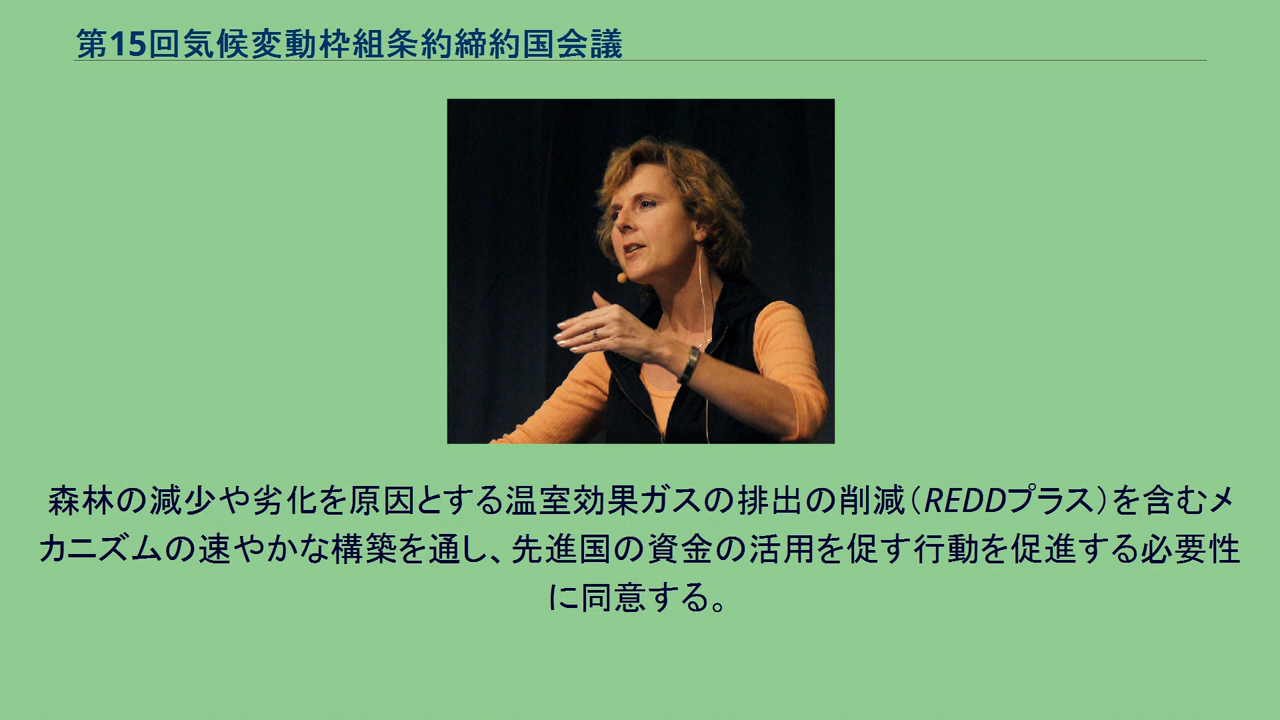 第15回気候変動枠組条約締約国会議
森林の減少や劣化を原因とする温室効果ガスの排出の削減（REDDプラス）を含むメ
カニズムの速やかな構築を通し、先進国の資金の活用を促す行動を促進する必要性
に同意する。